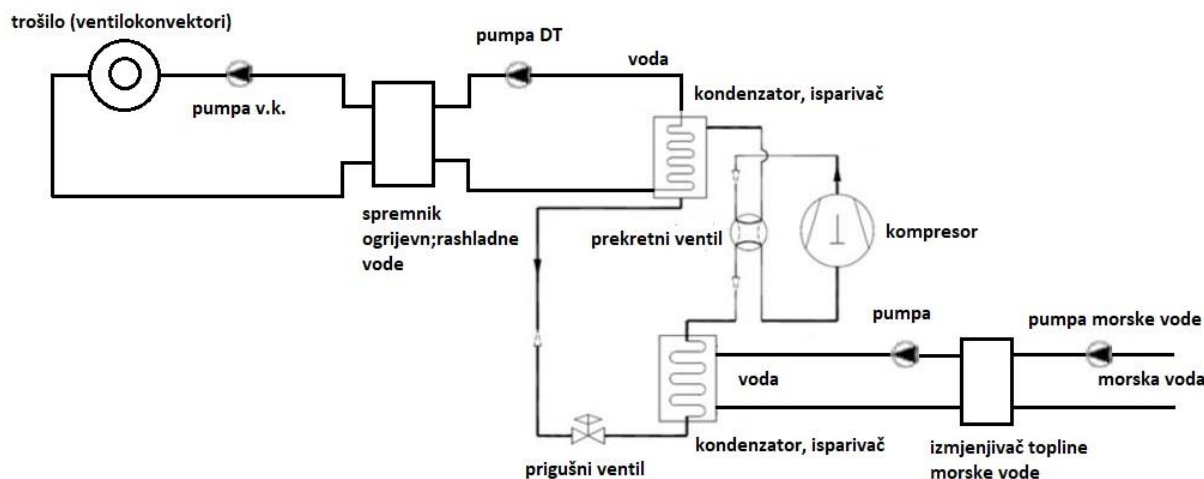 trošilo (ventilokonvektori)
pumpa v.k.
pumpa DT
voda
kondenzator, isparivač
spremnik
ogrijevn;rashladne
vode
prekretni ventil
kompresor
pumpa
pumpa morske vode
voda
morska voda
kondenzator, isparivač
prigušni ventil
izmjenjivač topline
morske vode